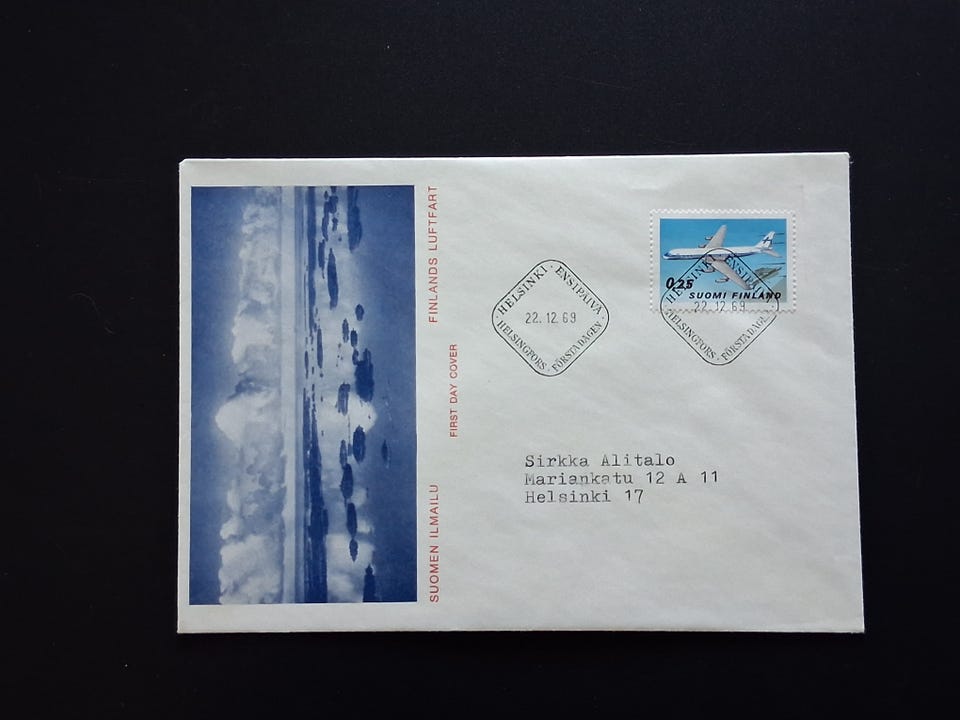 SUOMEN ILMAILU
FINLANDS LUFTFART
FIRST DAY COVER
HELSINKI · ENSIPÄIVÄ ·
22.12.69
HELSINGFORS · FÖRSTA DAGEN
0,25
SUOMI FINLAND
HELSINKI · ENSIPÄIVÄ
22.12.69
HELSINGFORS · FÖRSTA DAGEN
Sirkka Alitalo
Mariankatu 12 A 11
Helsinki 17